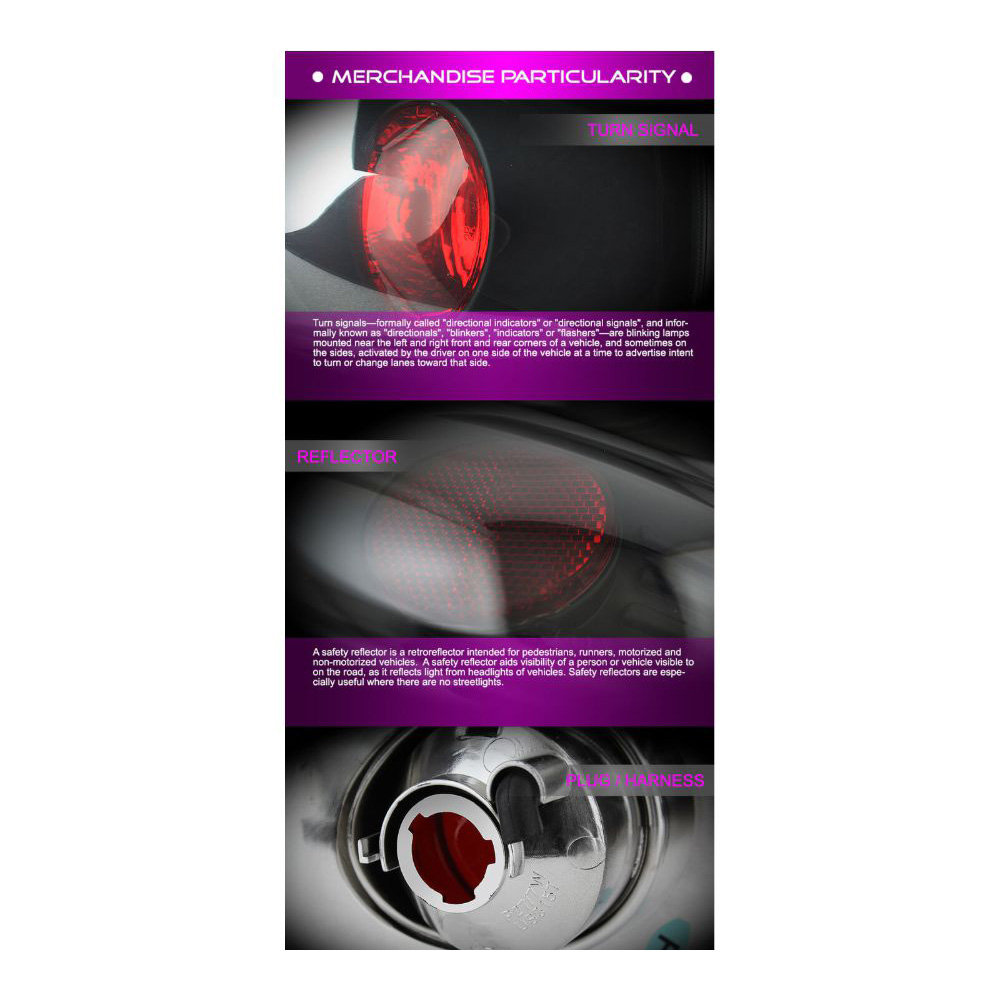 • MERCHANDISE PARTICULARITY •
TURN SIGNAL
Turn signals—formally called "directional indicators" or "directional signals", and infor-
mally known as "directionals", "blinkers", "indicators" or "flashers"—are blinking lamps
mounted near the left and right front and rear corners of a vehicle, and sometimes on
the sides, activated by the driver on one side of the vehicle at a time to advertise intent
to turn or change lanes toward that side.
REFLECTOR
A safety reflector is a retroreflector intended for pedestrians, runners, motorized and
non-motorized vehicles. A safety reflector aids visibility of a person or vehicle visible to
on the road, as it reflects light from headlights of vehicles. Safety reflectors are espe-
cially useful where there are no streetlights.
PLUG / HARNESS